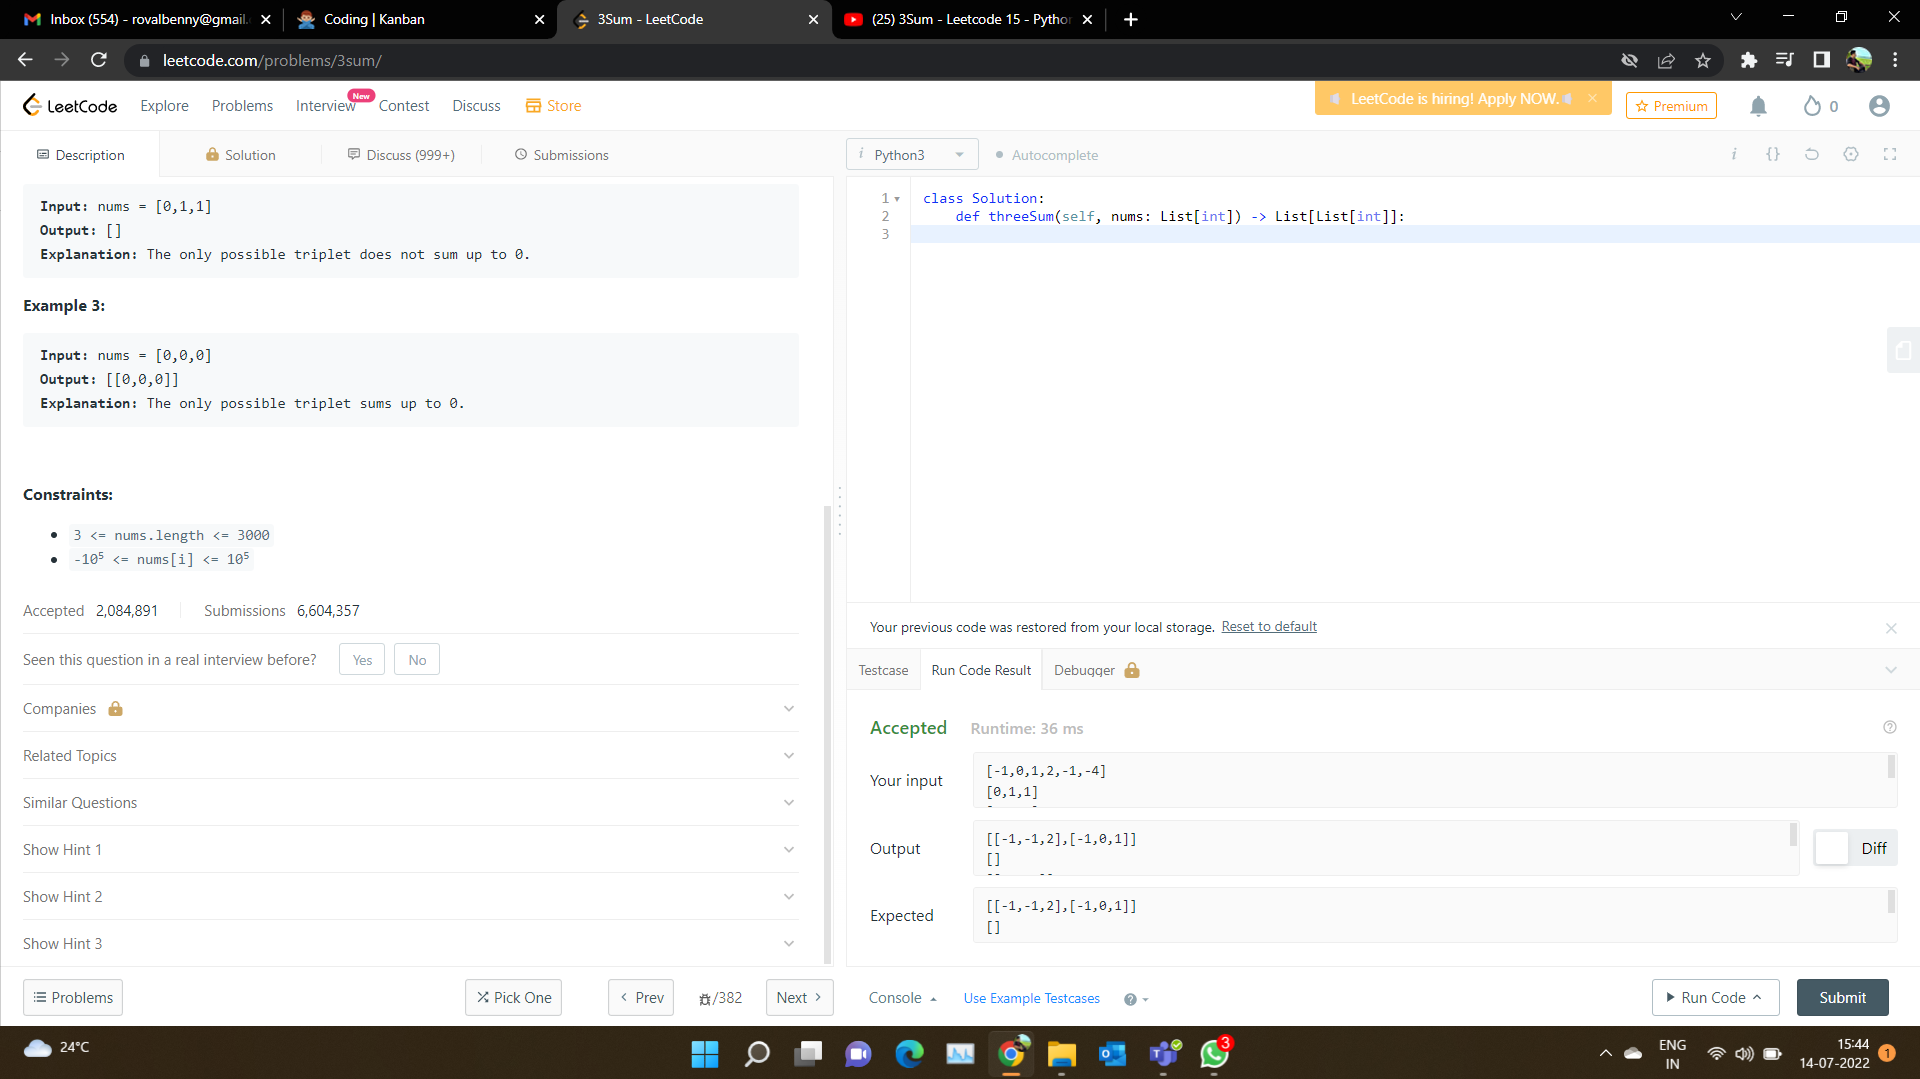 Inbox (554) - rovalbenny@gmail.
Coding | Kanban
3Sum - LeetCode
(25) 3Sum - Leetcode 15 - Pytho
leetcode.com/problems/3sum/
LeetCode
Explore
Problems
Interview
New
Contest
Discuss
Store
LeetCode is hiring! Apply NOW.
Premium
0
Description
Solution
Discuss (999+)
Submissions
i Python3
Autocomplete
i
{}
Input: nums = [0,1,1]
Output: []
Explanation: The only possible triplet does not sum up to 0.
Example 3:
Input: nums = [0,0,0]
Output: [[0,0,0]]
Explanation: The only possible triplet sums up to 0.
Constraints:
3 <= nums.length <= 3000
-10⁵ <= nums[i] <= 10⁵
Accepted 2,084,891 Submissions 6,604,357
Seen this question in a real interview before? Yes No
Companies
Related Topics
Similar Questions
Show Hint 1
Show Hint 2
Show Hint 3
Problems
Pick One
Prev
/382
Next
1 class Solution:
2 def threeSum(self, nums: List[int]) -> List[List[int]]:
3
Your previous code was restored from your local storage. Reset to default
Testcase
Run Code Result
Debugger
Accepted Runtime: 36 ms
Your input
[-1,0,1,2,-1,-4]
[0,1,1]
Output
[[-1,-1,2],[-1,0,1]]
[]
Diff
Expected
[[-1,-1,2],[-1,0,1]]
[]
Console
Use Example Testcases
Run Code
Submit
24°C
3
ENG
IN
15:44
14-07-2022
1